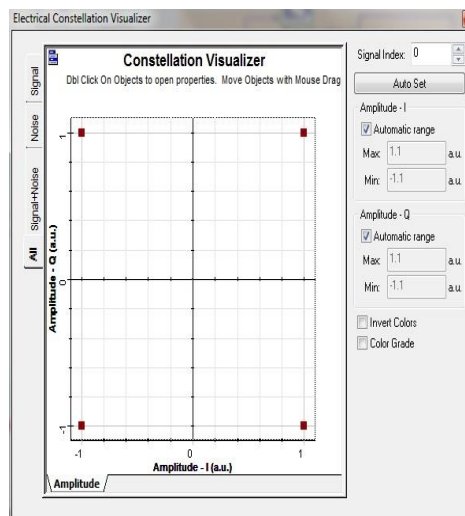 Electrical Constellation Visualizer
Signal
Noise
Signal+Noise
All
Constellation Visualizer
Dbl Click On Objects to open properties. Move Objects with Mouse Drag
Amplitude - Q (a.u.)
1
0
-1
-1
0
1
Amplitude - I (a.u.)
Amplitude
Signal Index: 0
Auto Set
Amplitude - I
Automatic range
Max: 1.1 a.u.
Min: -1.1 a.u.
Amplitude - Q
Automatic range
Max: 1.1 a.u.
Min: -1.1 a.u.
Invert Colors
Color Grade